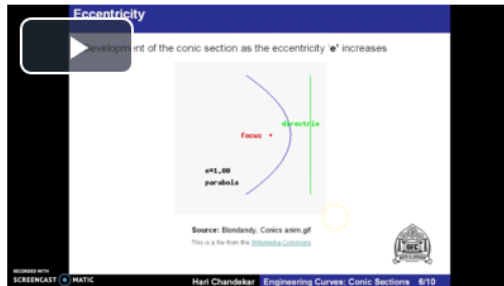 Eccentricity
Development of the conic section as the eccentricity 'e' increases
directrix
focus
e=1.00
parabola
Source: Blondandy, Conics anim.gif
This is a file from the Wikimedia Commons
GEC
RECORDED WITH
SCREENCAST MATIC
Hari Chandekar Engineering Curves: Conic Sections 6/10